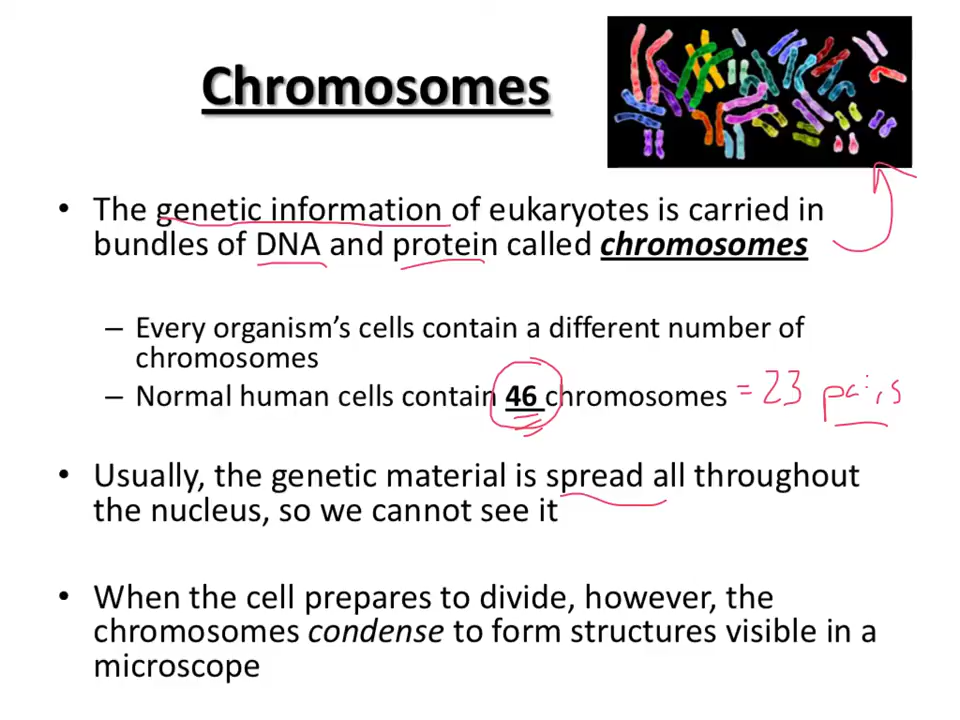 Chromosomes
• The genetic information of eukaryotes is carried in
bundles of DNA and protein called chromosomes
– Every organism's cells contain a different number of
chromosomes
– Normal human cells contain 46 chromosomes = 23 pairs
• Usually, the genetic material is spread all throughout
the nucleus, so we cannot see it
• When the cell prepares to divide, however, the
chromosomes condense to form structures visible in a
microscope